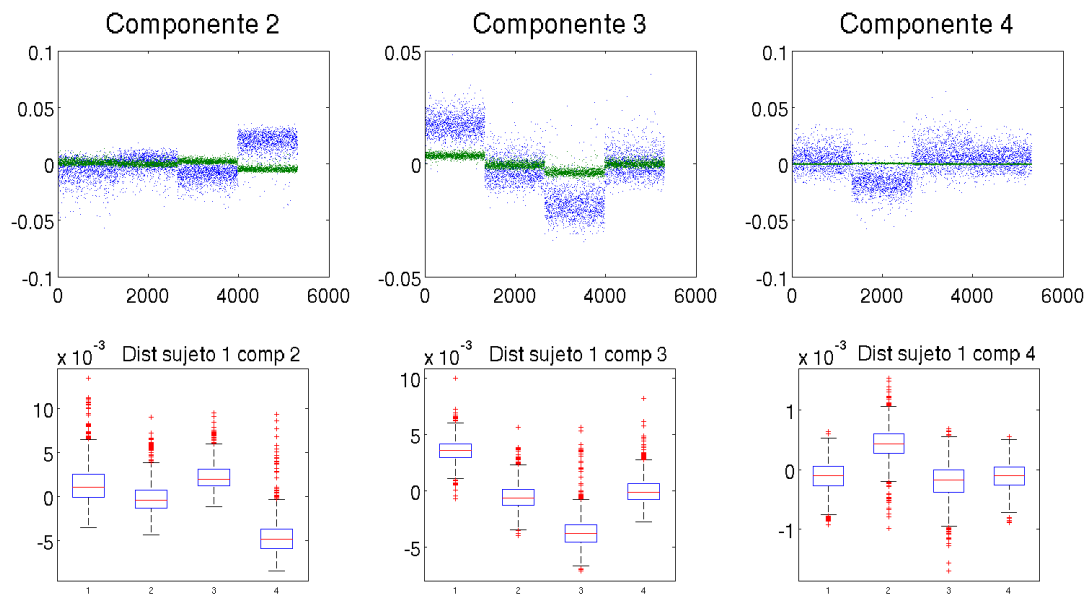 Componente 2
Componente 3
Componente 4
0.1
0.05
0
-0.05
-0.1
0 2000 4000 6000
0.05
0
-0.05
0 2000 4000 6000
0.1
0.05
0
-0.05
-0.1
0 2000 4000 6000
x 10⁻³ Dist sujeto 1 comp 2
10
5
0
-5
1 2 3 4
x 10⁻³ Dist sujeto 1 comp 3
10
5
0
-5
1 2 3 4
x 10⁻³ Dist sujeto 1 comp 4
1
0
-1
1 2 3 4